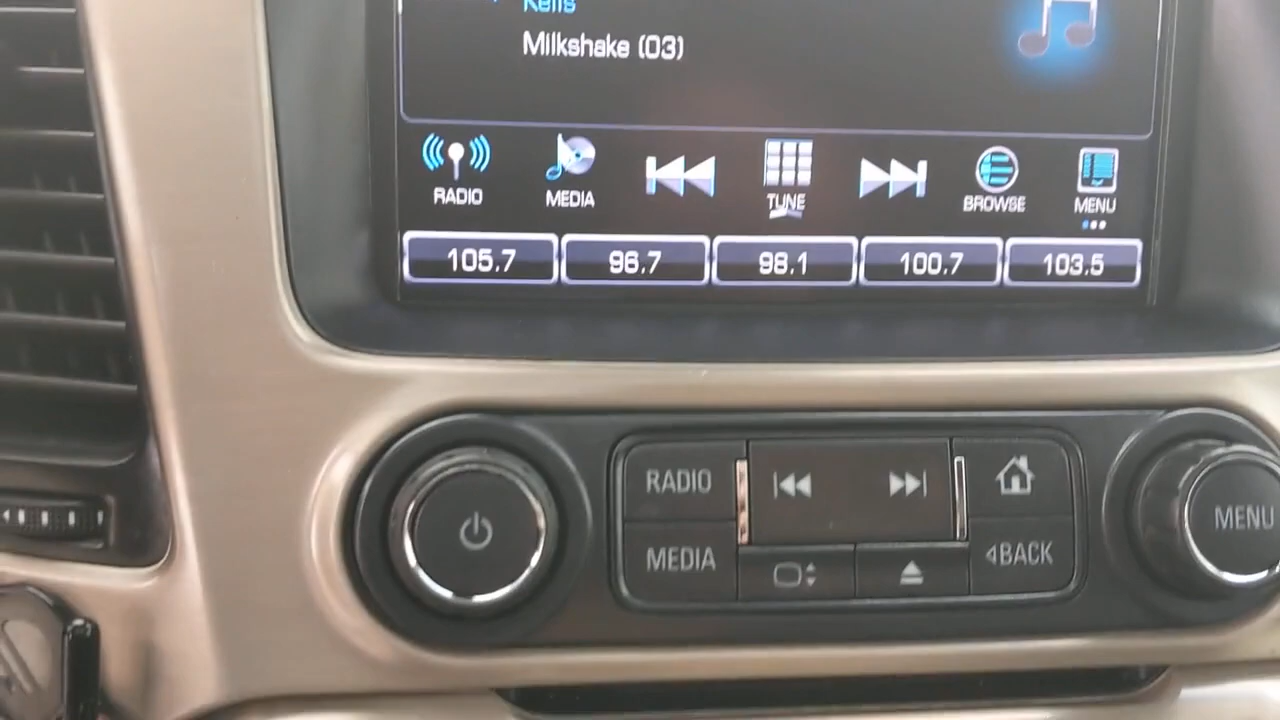 Kelis
Milkshake (03)
RADIO MEDIA TUNE BROWSE MENU
105.7 96.7 98.1 100.7 103.5
RADIO MENU
MEDIA BACK